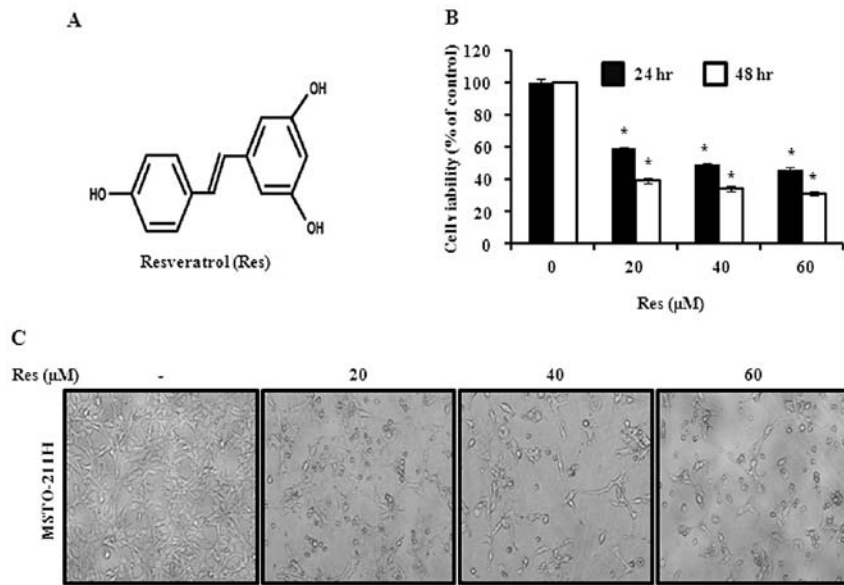 A
OH
HO
OH
Resveratrol (Res)
B
Cell viability (% of control)
120
100
80
60
40
20
0
24 hr
48 hr
*
*
*
*
*
*
0 20 40 60
Res (µM)
C
Res (µM) - 20 40 60
MSTO-211H